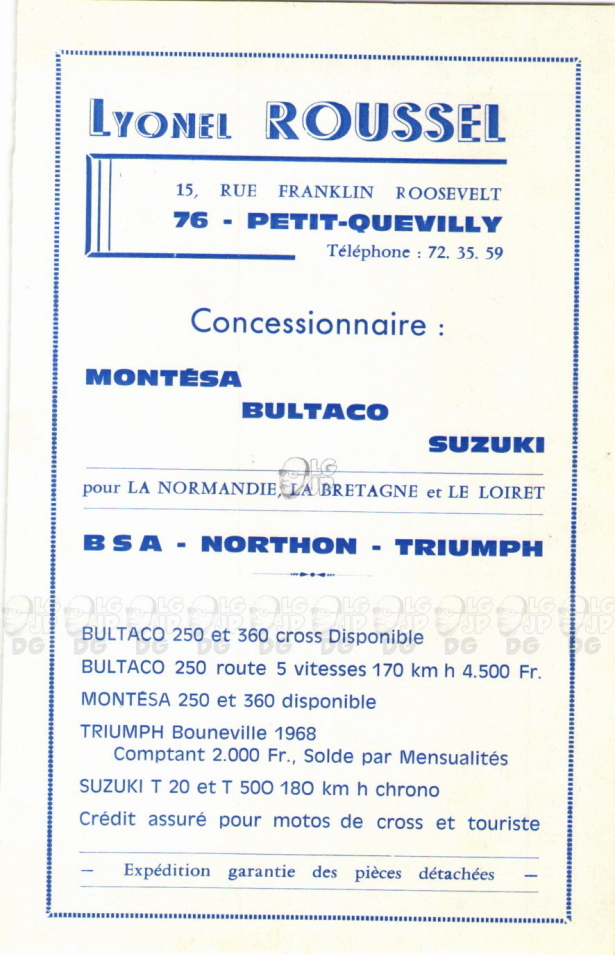 LYONEL ROUSSEL
15, RUE FRANKLIN ROOSEVELT
76 - PETIT-QUEVILLY
Téléphone : 72. 35. 59
Concessionnaire :
MONTÉSA
BULTACO
SUZUKI
pour LA NORMANDIE, LA BRETAGNE et LE LOIRET
BSA - NORTHON - TRIUMPH
BULTACO 250 et 360 cross Disponible
BULTACO 250 route 5 vitesses 170 km h 4.500 Fr.
MONTÉSA 250 et 360 disponible
TRIUMPH Bouneville 1968
Comptant 2.000 Fr., Solde par Mensualités
SUZUKI T 20 et T 500 180 km h chrono
Crédit assuré pour motos de cross et touriste
— Expédition garantie des pièces détachées —
LG JP DG